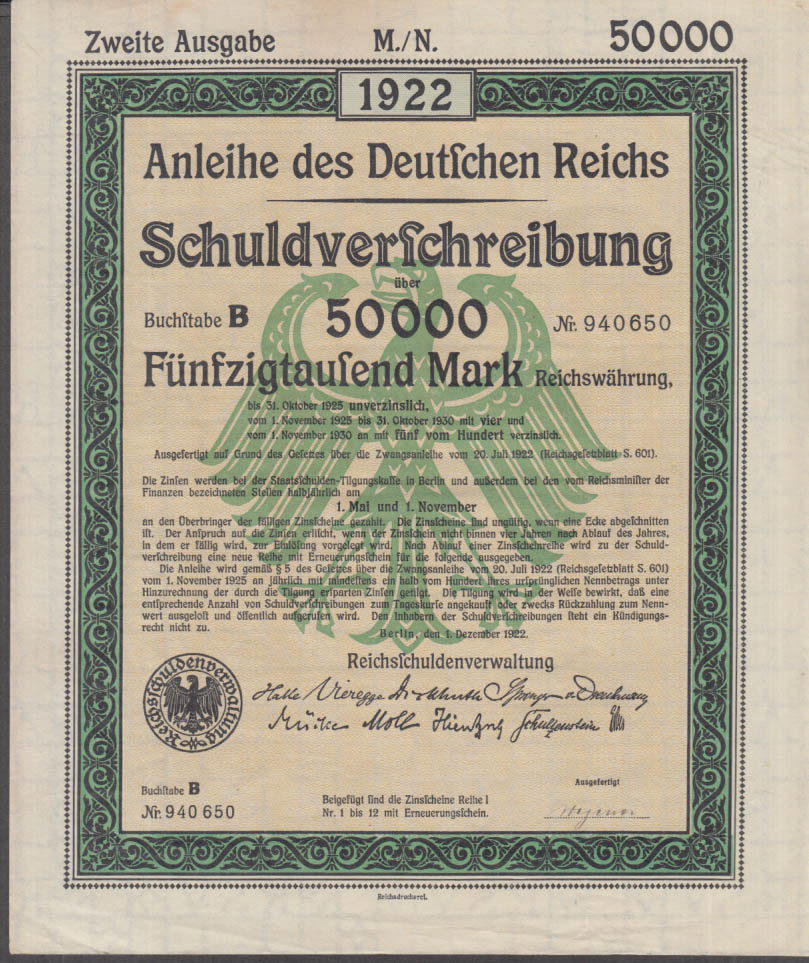 Zweite Ausgabe M./N. 50000
1922
Anleihe des Deutſchen Reichs
Schuldverſchreibung
über
Buchſtabe B 50000 Nr. 940650
Fünfzigtauſend Mark Reichswährung,
bis 31. Oktober 1925 unverzinslich,
vom 1. November 1925 bis 31. Oktober 1930 mit vier und
vom 1. November 1930 an mit fünf vom Hundert verzinslich.
Ausgefertigt auf Grund des Geſetzes über die Zwangsanleihe vom 20. Juli 1922 (Reichsgeſetzblatt S. 601).
Die Zinſen werden bei der Staatsſchulden-Tilgungskaſſe in Berlin und außerdem bei den vom Reichsminiſter der
Finanzen bezeichneten Stellen halbjährlich am
1. Mai und 1. November
an den Überbringer der fälligen Zinsſcheine gezahlt. Die Zinsſcheine ſind ungültig, wenn eine Ecke abgeſchnitten
iſt. Der Anſpruch auf die Zinſen erliſcht, wenn der Zinsſchein nicht binnen vier Jahren nach Ablauf des Jahres,
in dem er fällig wird, zur Einlöſung vorgelegt wird. Nach Ablauf einer Zinsſcheinreihe wird zu der Schuld-
verſchreibung eine neue Reihe mit Erneuerungsſchein für die folgende ausgegeben.
Die Anleihe wird gemäß § 5 des Geſetzes über die Zwangsanleihe vom 20. Juli 1922 (Reichsgeſetzblatt S. 601)
vom 1. November 1925 an jährlich mit mindeſtens ein halb vom Hundert ihres urſprünglichen Nennbetrags unter
Hinzurechnung der durch die Tilgung erſparten Zinſen getilgt. Die Tilgung wird in der Weiſe bewirkt, daß eine
entſprechende Anzahl von Schuldverſchreibungen zum Tageskurſe angekauft oder zwecks Rückzahlung zum Nenn-
wert ausgeloſt und öffentlich aufgerufen wird. Den Inhabern der Schuldverſchreibungen ſteht ein Kündigungs-
recht nicht zu.
Berlin, den 1. Dezember 1922.
Reichsſchuldenverwaltung
Reichsſchuldenverwaltung
Halle Vieregge
Mücke Moll
Ausgefertigt
Buchſtabe B
Nr. 940 650
Beigefügt ſind die Zinsſcheine Reihe I
Nr. 1 bis 12 mit Erneuerungsſchein.
Reichsdruckerei.